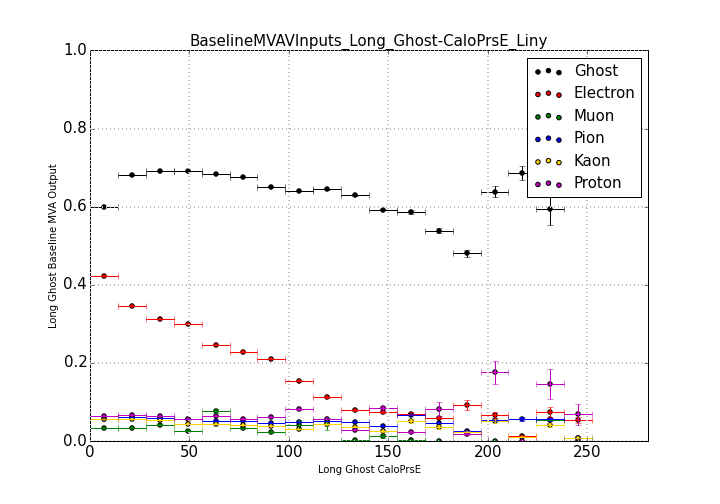 BaselineMVAVInputs_Long_Ghost-CaloPrsE_Liny
1.0
0.8
0.6
0.4
0.2
0.0
Long Ghost Baseline MVA Output
Ghost
Electron
Muon
Pion
Kaon
Proton
0
50
100
150
200
250
Long Ghost CaloPrsE